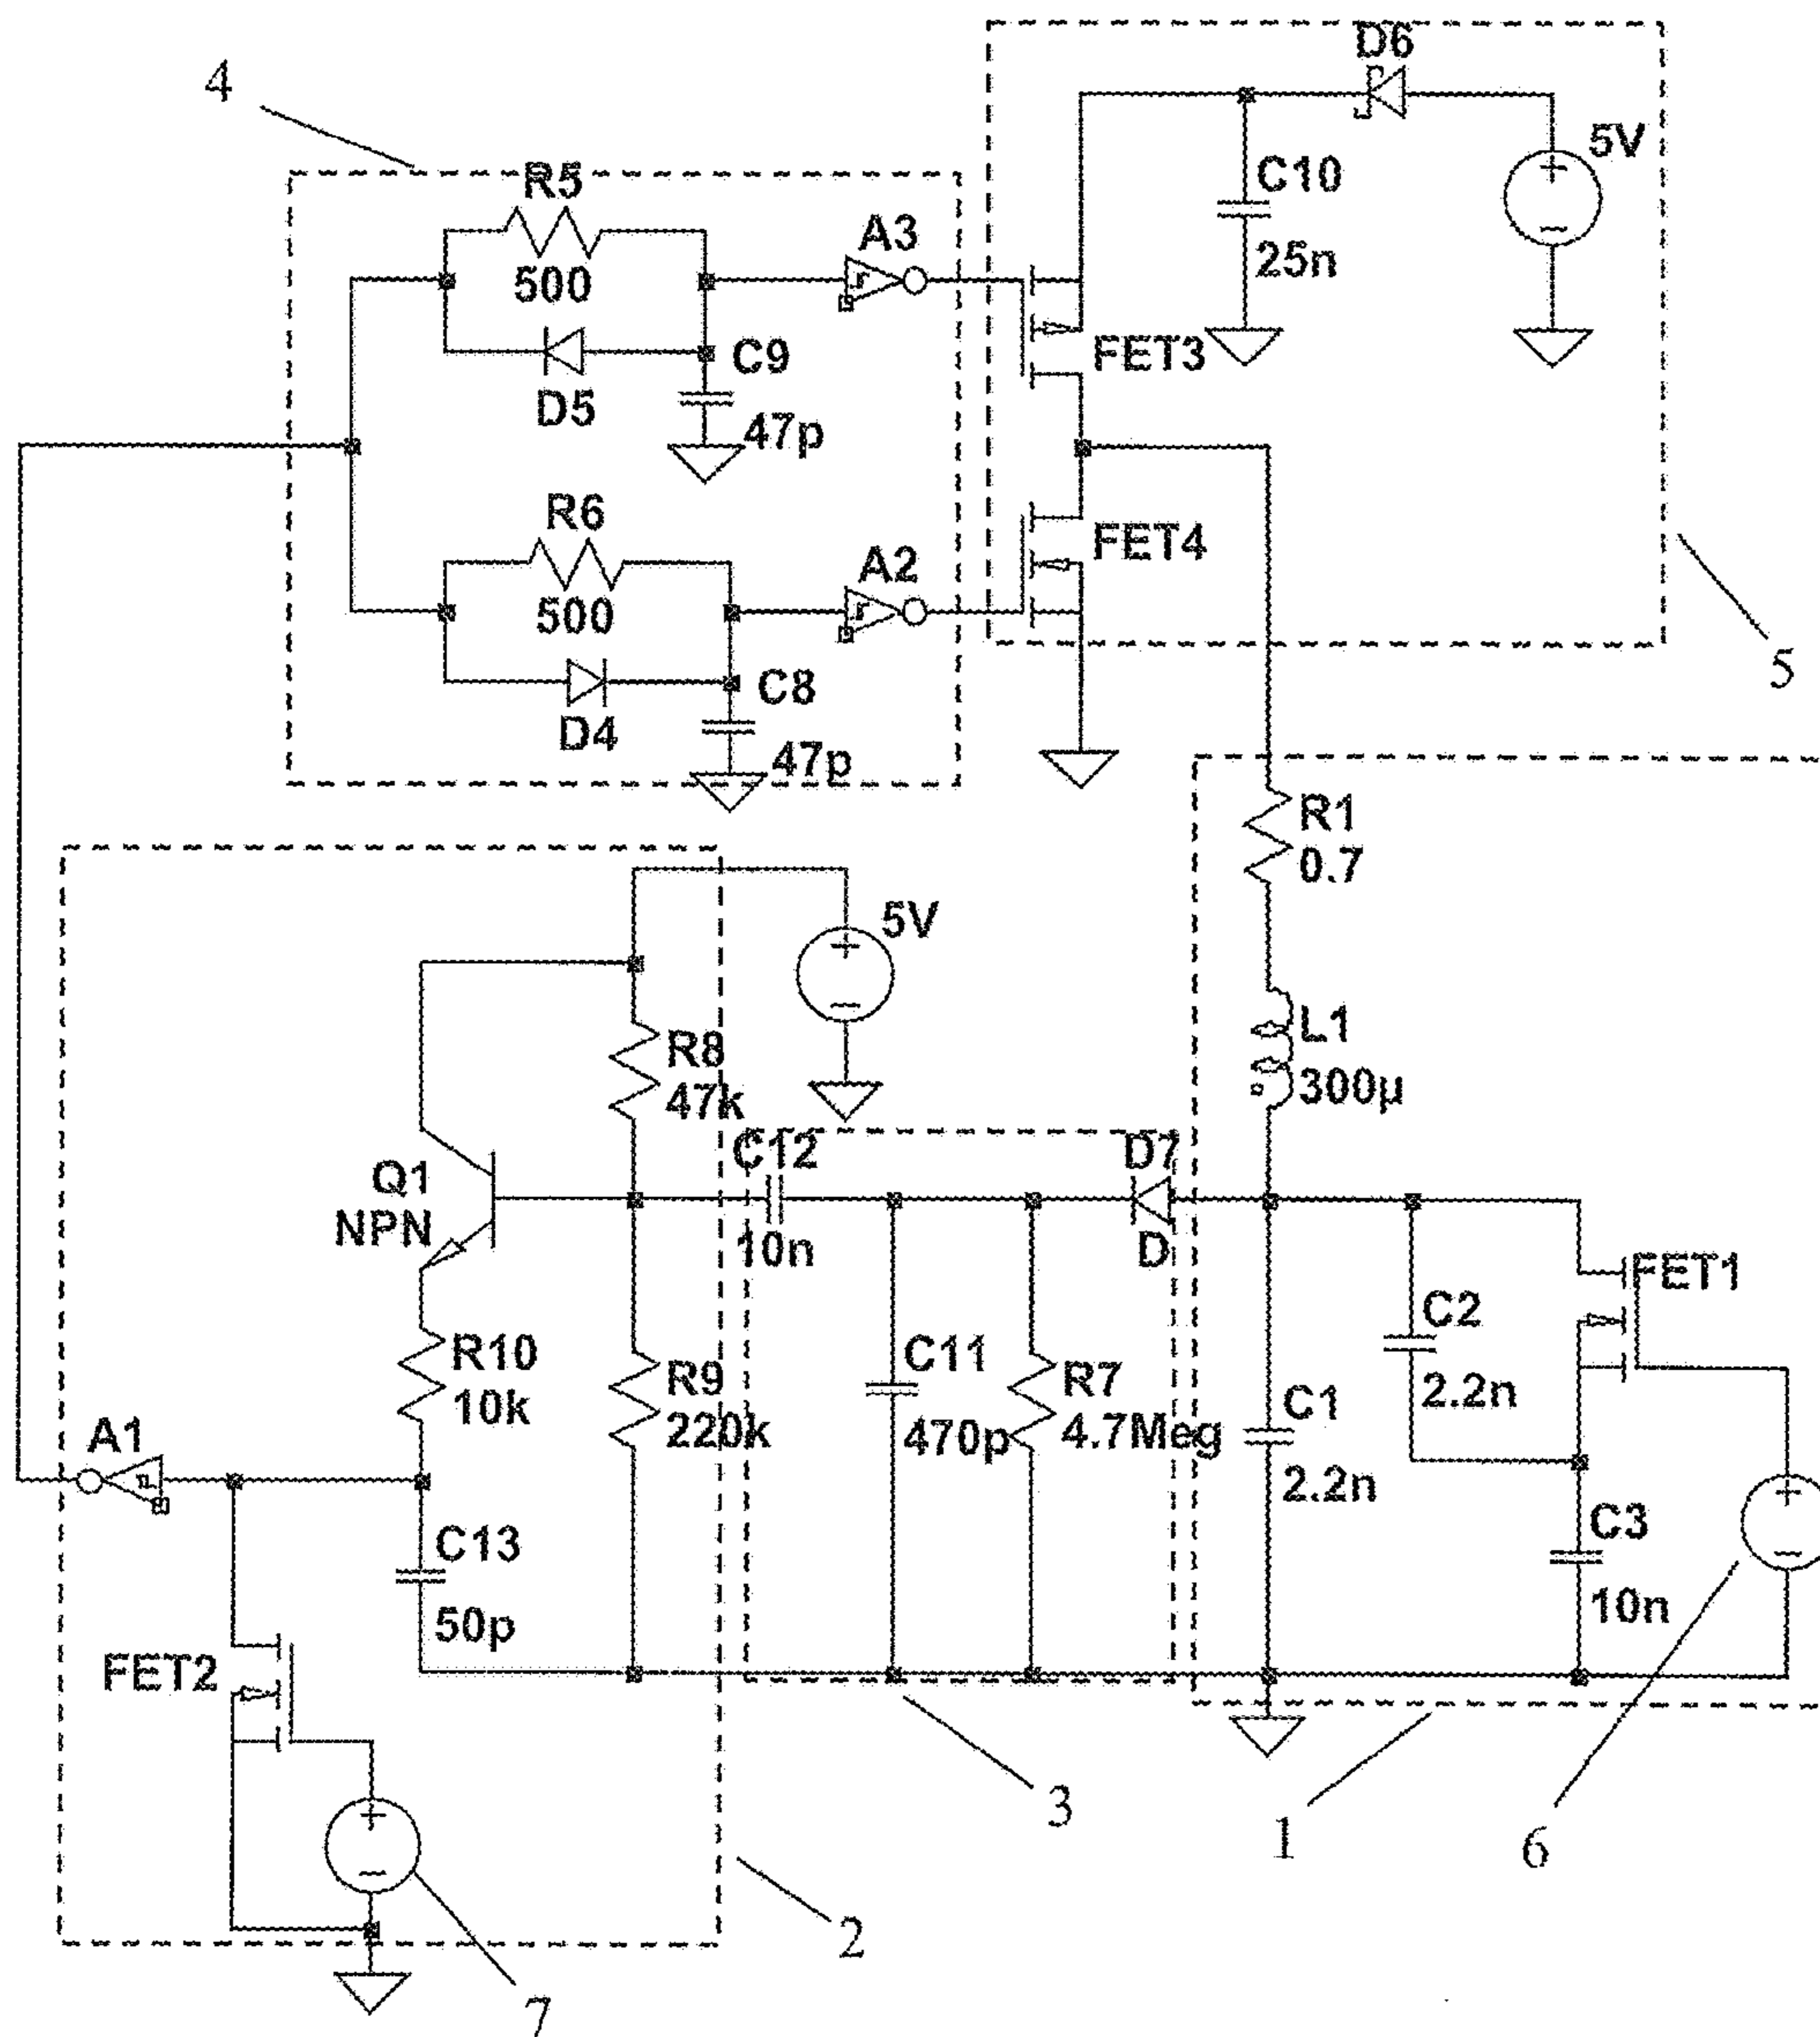 4
D6
5V
C10
25n
R5
500
A3
D5
C9
47p
FET3
R6
500
A2
FET4
D4
C8
47p
5
R1
0.7
5V
L1
300µ
R8
47k
C12
10n
D7
D
Q1
NPN
FET1
C2
2.2n
R10
10k
R9
220k
C11
470p
R7
4.7Meg
C1
2.2n
A1
C3
10n
C13
50p
FET2
3
1
6
2
7